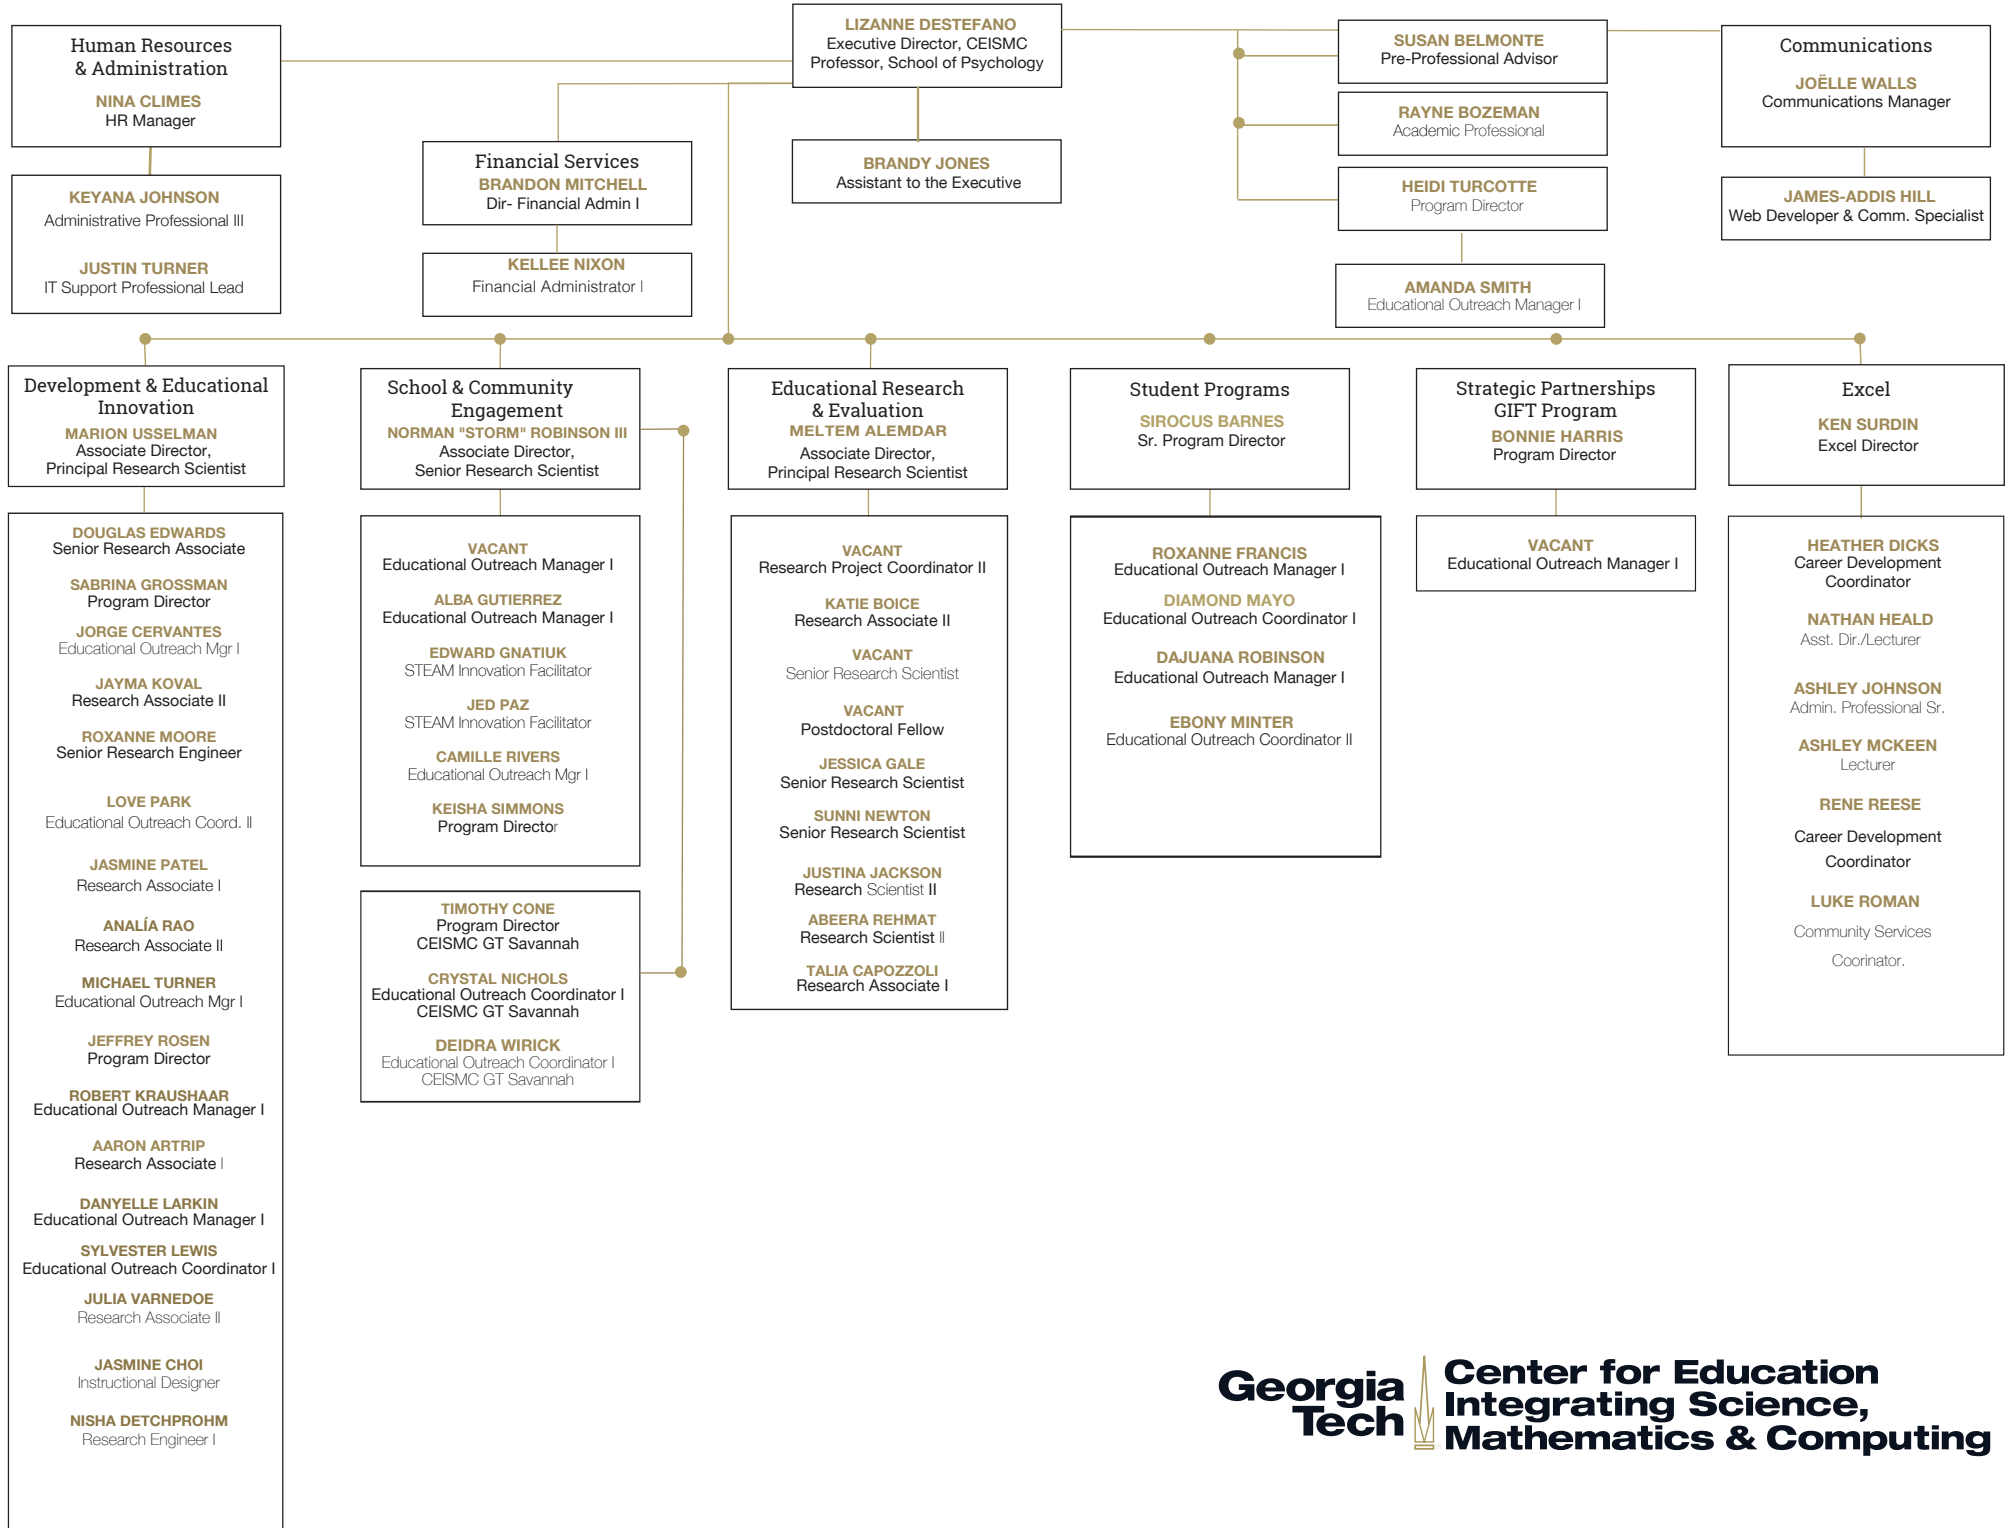 LIZANNE DESTEFANO
Executive Director, CEISMC
Professor, School of Psychology
Human Resources
& Administration
NINA CLIMES
HR Manager
KEYANA JOHNSON
Administrative Professional III
JUSTIN TURNER
IT Support Professional Lead
Financial Services
BRANDON MITCHELL
Dir- Financial Admin I
KELLEE NIXON
Financial Administrator I
BRANDY JONES
Assistant to the Executive
SUSAN BELMONTE
Pre-Professional Advisor
RAYNE BOZEMAN
Academic Professional
HEIDI TURCOTTE
Program Director
AMANDA SMITH
Educational Outreach Manager I
Communications
JOËLLE WALLS
Communications Manager
JAMES-ADDIS HILL
Web Developer & Comm. Specialist
Development & Educational
Innovation
MARION USSELMAN
Associate Director,
Principal Research Scientist
DOUGLAS EDWARDS
Senior Research Associate
SABRINA GROSSMAN
Program Director
JORGE CERVANTES
Educational Outreach Mgr I
JAYMA KOVAL
Research Associate II
ROXANNE MOORE
Senior Research Engineer
LOVE PARK
Educational Outreach Coord. II
JASMINE PATEL
Research Associate I
ANALÍA RAO
Research Associate II
MICHAEL TURNER
Educational Outreach Mgr I
JEFFREY ROSEN
Program Director
ROBERT KRAUSHAAR
Educational Outreach Manager I
AARON ARTRIP
Research Associate I
DANYELLE LARKIN
Educational Outreach Manager I
SYLVESTER LEWIS
Educational Outreach Coordinator I
JULIA VARNEDOE
Research Associate II
JASMINE CHOI
Instructional Designer
NISHA DETCHPROHM
Research Engineer I
School & Community
Engagement
NORMAN "STORM" ROBINSON III
Associate Director,
Senior Research Scientist
VACANT
Educational Outreach Manager I
ALBA GUTIERREZ
Educational Outreach Manager I
EDWARD GNATIUK
STEAM Innovation Facilitator
JED PAZ
STEAM Innovation Facilitator
CAMILLE RIVERS
Educational Outreach Mgr I
KEISHA SIMMONS
Program Director
TIMOTHY CONE
Program Director
CEISMC GT Savannah
CRYSTAL NICHOLS
Educational Outreach Coordinator I
CEISMC GT Savannah
DEIDRA WIRICK
Educational Outreach Coordinator I
CEISMC GT Savannah
Educational Research
& Evaluation
MELTEM ALEMDAR
Associate Director,
Principal Research Scientist
VACANT
Research Project Coordinator II
KATIE BOICE
Research Associate II
VACANT
Senior Research Scientist
VACANT
Postdoctoral Fellow
JESSICA GALE
Senior Research Scientist
SUNNI NEWTON
Senior Research Scientist
JUSTINA JACKSON
Research Scientist II
ABEERA REHMAT
Research Scientist II
TALIA CAPOZZOLI
Research Associate I
Student Programs
SIROCUS BARNES
Sr. Program Director
ROXANNE FRANCIS
Educational Outreach Manager I
DIAMOND MAYO
Educational Outreach Coordinator I
DAJUANA ROBINSON
Educational Outreach Manager I
EBONY MINTER
Educational Outreach Coordinator II
Strategic Partnerships
GIFT Program
BONNIE HARRIS
Program Director
VACANT
Educational Outreach Manager I
Excel
KEN SURDIN
Excel Director
HEATHER DICKS
Career Development
Coordinator
NATHAN HEALD
Asst. Dir./Lecturer
ASHLEY JOHNSON
Admin. Professional Sr.
ASHLEY MCKEEN
Lecturer
RENE REESE
Career Development
Coordinator
LUKE ROMAN
Community Services
Coorinator.
Georgia
Tech
Center for Education
Integrating Science,
Mathematics & Computing